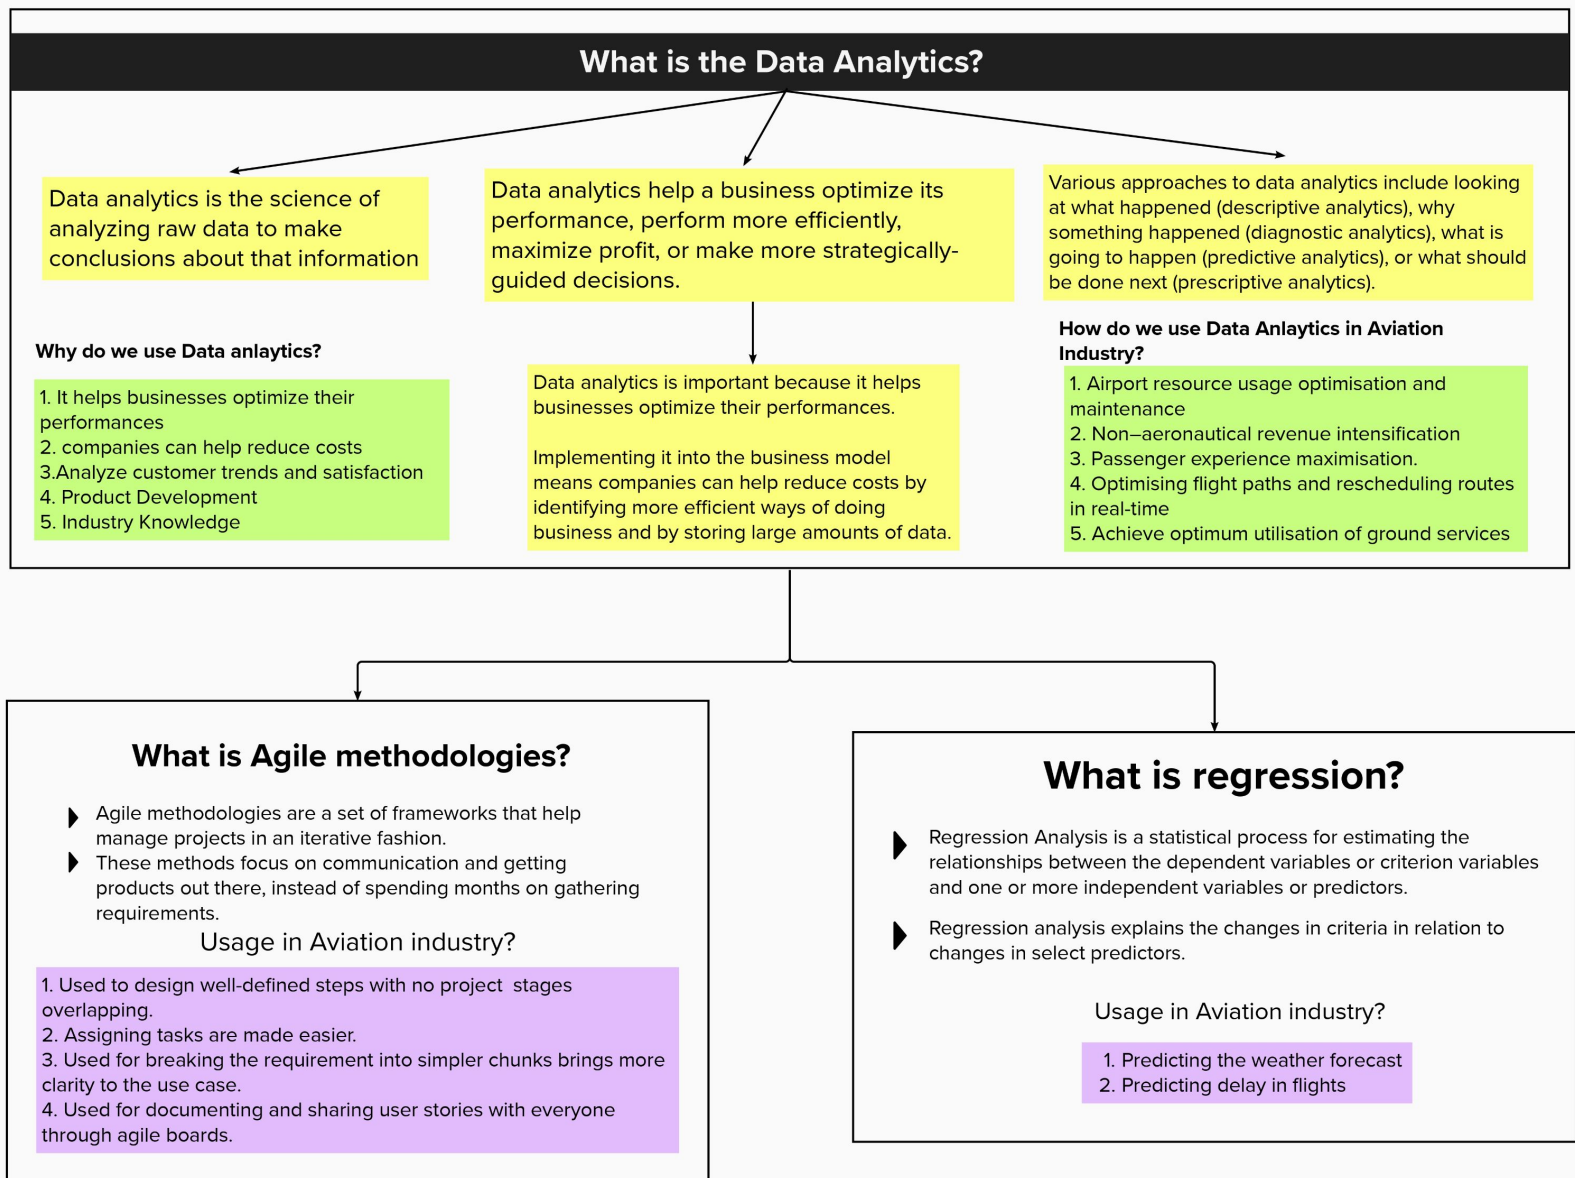 What is the Data Analytics?
Data analytics is the science of
analyzing raw data to make
conclusions about that information
Data analytics help a business optimize its
performance, perform more efficiently,
maximize profit, or make more strategically-
guided decisions.
Various approaches to data analytics include looking
at what happened (descriptive analytics), why
something happened (diagnostic analytics), what is
going to happen (predictive analytics), or what should
be done next (prescriptive analytics).
Why do we use Data anlaytics?
1. It helps businesses optimize their
performances
2. companies can help reduce costs
3.Analyze customer trends and satisfaction
4. Product Development
5. Industry Knowledge
Data analytics is important because it helps
businesses optimize their performances.
Implementing it into the business model
means companies can help reduce costs by
identifying more efficient ways of doing
business and by storing large amounts of data.
How do we use Data Anlaytics in Aviation
Industry?
1. Airport resource usage optimisation and
maintenance
2. Non–aeronautical revenue intensification
3. Passenger experience maximisation.
4. Optimising flight paths and rescheduling routes
in real-time
5. Achieve optimum utilisation of ground services
What is Agile methodologies?
Agile methodologies are a set of frameworks that help
manage projects in an iterative fashion.
These methods focus on communication and getting
products out there, instead of spending months on gathering
requirements.
Usage in Aviation industry?
1. Used to design well-defined steps with no project stages
overlapping.
2. Assigning tasks are made easier.
3. Used for breaking the requirement into simpler chunks brings more
clarity to the use case.
4. Used for documenting and sharing user stories with everyone
through agile boards.
What is regression?
Regression Analysis is a statistical process for estimating the
relationships between the dependent variables or criterion variables
and one or more independent variables or predictors.
Regression analysis explains the changes in criteria in relation to
changes in select predictors.
Usage in Aviation industry?
1. Predicting the weather forecast
2. Predicting delay in flights